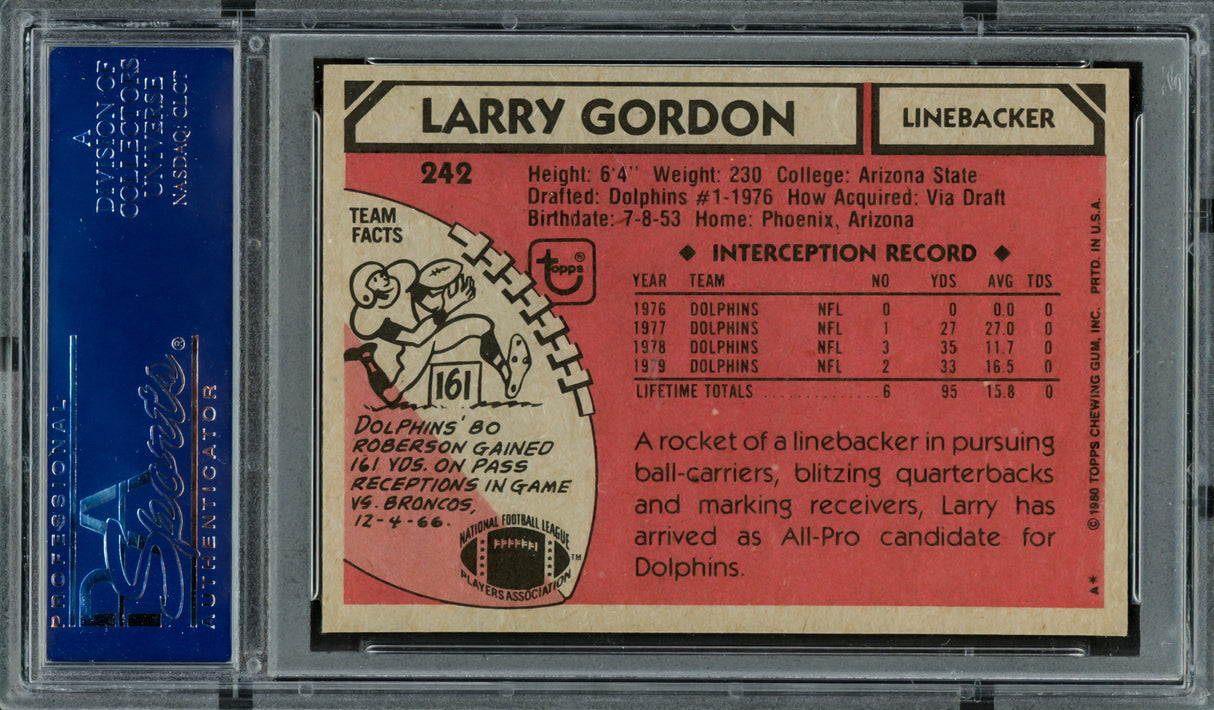 A
DIVISION OF
COLLECTORS
UNIVERSE
NASDAQ: CLCT
PROFESSIONAL
PSA
Sports®
AUTHENTICATOR
LARRY GORDON
LINEBACKER
242
Height: 6'4" Weight: 230 College: Arizona State
Drafted: Dolphins #1-1976 How Acquired: Via Draft
Birthdate: 7-8-53 Home: Phoenix, Arizona
TEAM
FACTS
161
DOLPHINS' BO
ROBERSON GAINED
161 YDS. ON PASS
RECEPTIONS IN GAME
VS. BRONCOS,
12-4-66.
NATIONAL FOOTBALL LEAGUE
PLAYERS ASSOCIATION
TM
topps®
◆ INTERCEPTION RECORD ◆
YEAR TEAM NO YDS AVG TDS
1976 DOLPHINS NFL 0 0 0.0 0
1977 DOLPHINS NFL 1 27 27.0 0
1978 DOLPHINS NFL 3 35 11.7 0
1979 DOLPHINS NFL 2 33 16.5 0
LIFETIME TOTALS ............. 6 95 15.8 0
A rocket of a linebacker in pursuing
ball-carriers, blitzing quarterbacks
and marking receivers, Larry has
arrived as All-Pro candidate for
Dolphins.
A* © 1980 TOPPS CHEWING GUM, INC. PRTD. IN U.S.A.